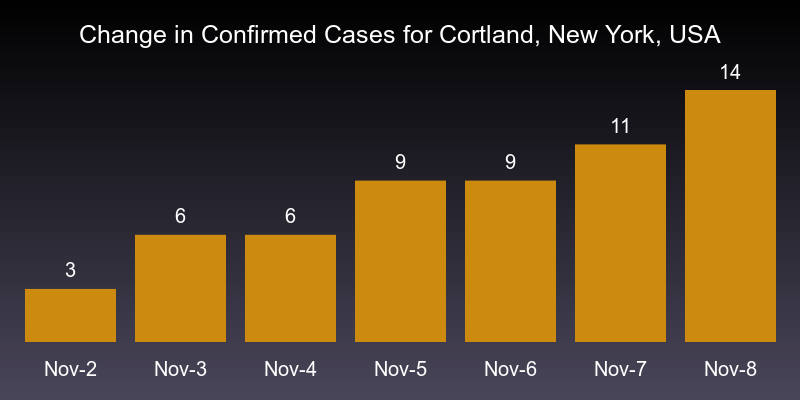 Change in Confirmed Cases for Cortland, New York, USA
14
11
9 9
6 6
3
Nov-2 Nov-3 Nov-4 Nov-5 Nov-6 Nov-7 Nov-8